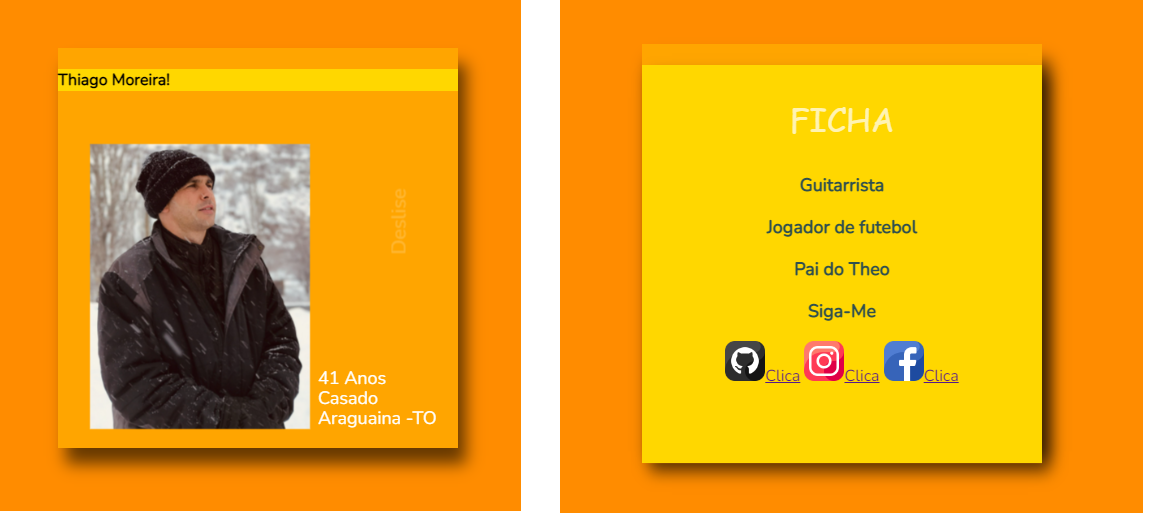 Thiago Moreira!
Deslise
41 Anos
Casado
Araguaina -TO
FICHA
Guitarrista
Jogador de futebol
Pai do Theo
Siga-Me
Clica Clica Clica